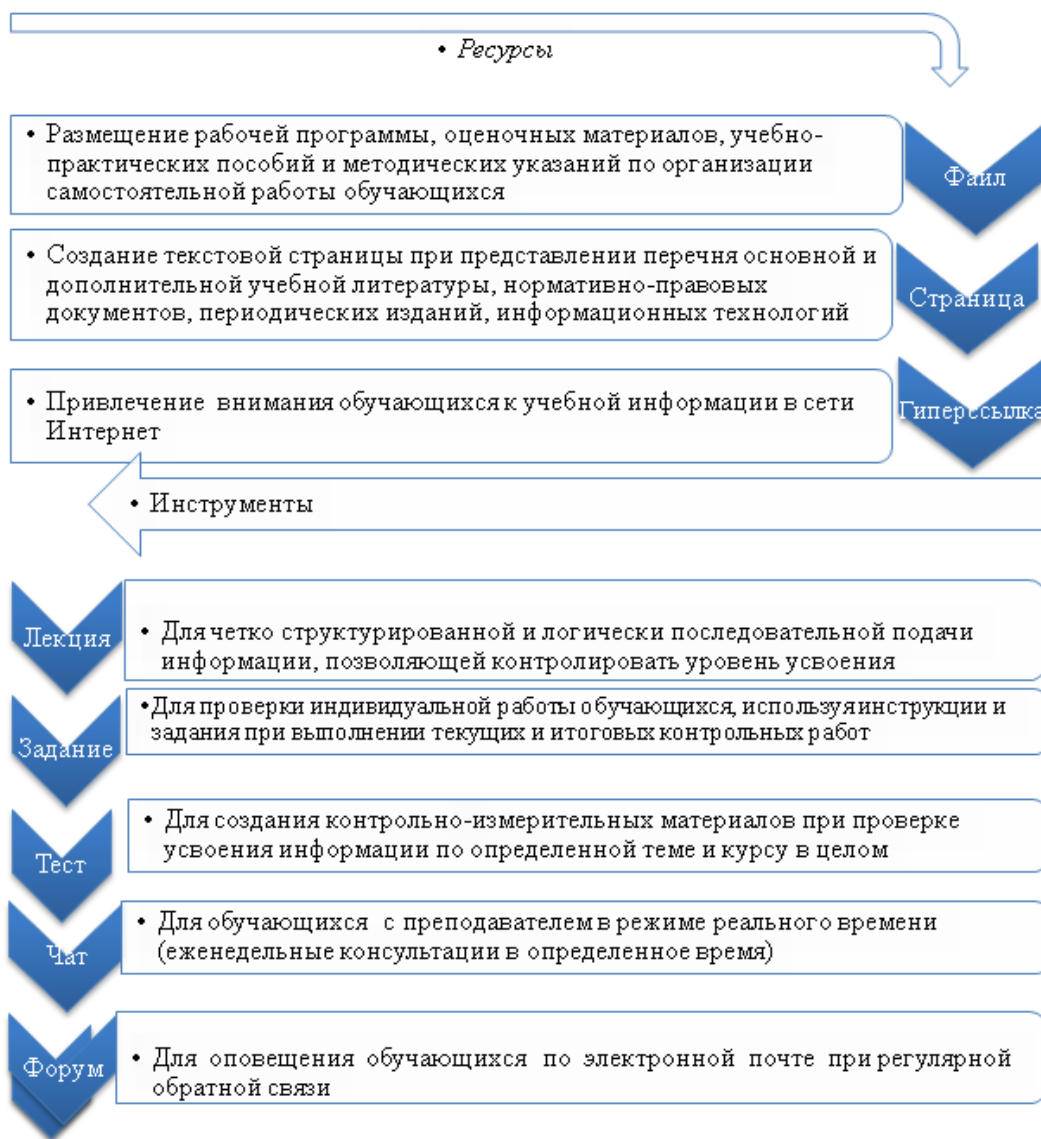 • Ресурсы
• Размещение рабочей программы, оценочных материалов, учебно-
практических пособий и методических указаний по организации
самостоятельной работы обучающихся
Файл
• Создание текстовой страницы при представлении перечня основной и
дополнительной учебной литературы, нормативно-правовых
документов, периодических изданий, информационных технологий
Страница
• Привлечение внимания обучающихся к учебной информации в сети
Интернет
Гиперссылка
• Инструменты
Лекция
• Для четко структурированной и логически последовательной подачи
информации, позволяющей контролировать уровень усвоения
Задание
•Для проверки индивидуальной работы обучающихся, используя инструкции и
задания при выполнении текущих и итоговых контрольных работ
Тест
• Для создания контрольно-измерительных материалов при проверке
усвоения информации по определенной теме и курсу в целом
Чат
• Для обучающихся с преподавателем в режиме реального времени
(еженедельные консультации в определенное время)
Форум
• Для оповещения обучающихся по электронной почте при регулярной
обратной связи